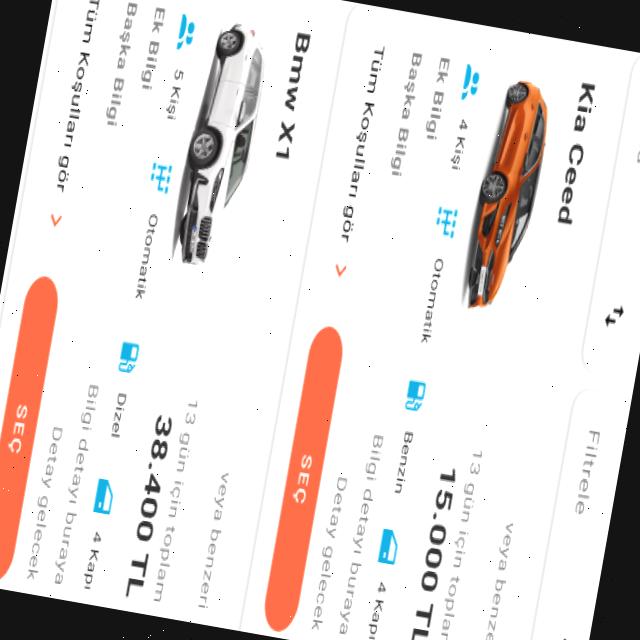 Filtrele
Kia Ceed
veya benze
4 Kişi
Otomatik
Benzin
4 Kapı
Ek Bilgi
Başka Bilgi
13 gün için toplam
15.000 TL
Bilgi detayı buraya
Detay gelecek
Tüm Koşulları gör
SEÇ
Bmw X1
veya benzeri
5 Kişi
Otomatik
Dizel
4 Kapı
Ek Bilgi
Başka Bilgi
13 gün için toplam
38.400 TL
Bilgi detayı buraya
Detay gelecek
Tüm Koşulları gör
SEÇ